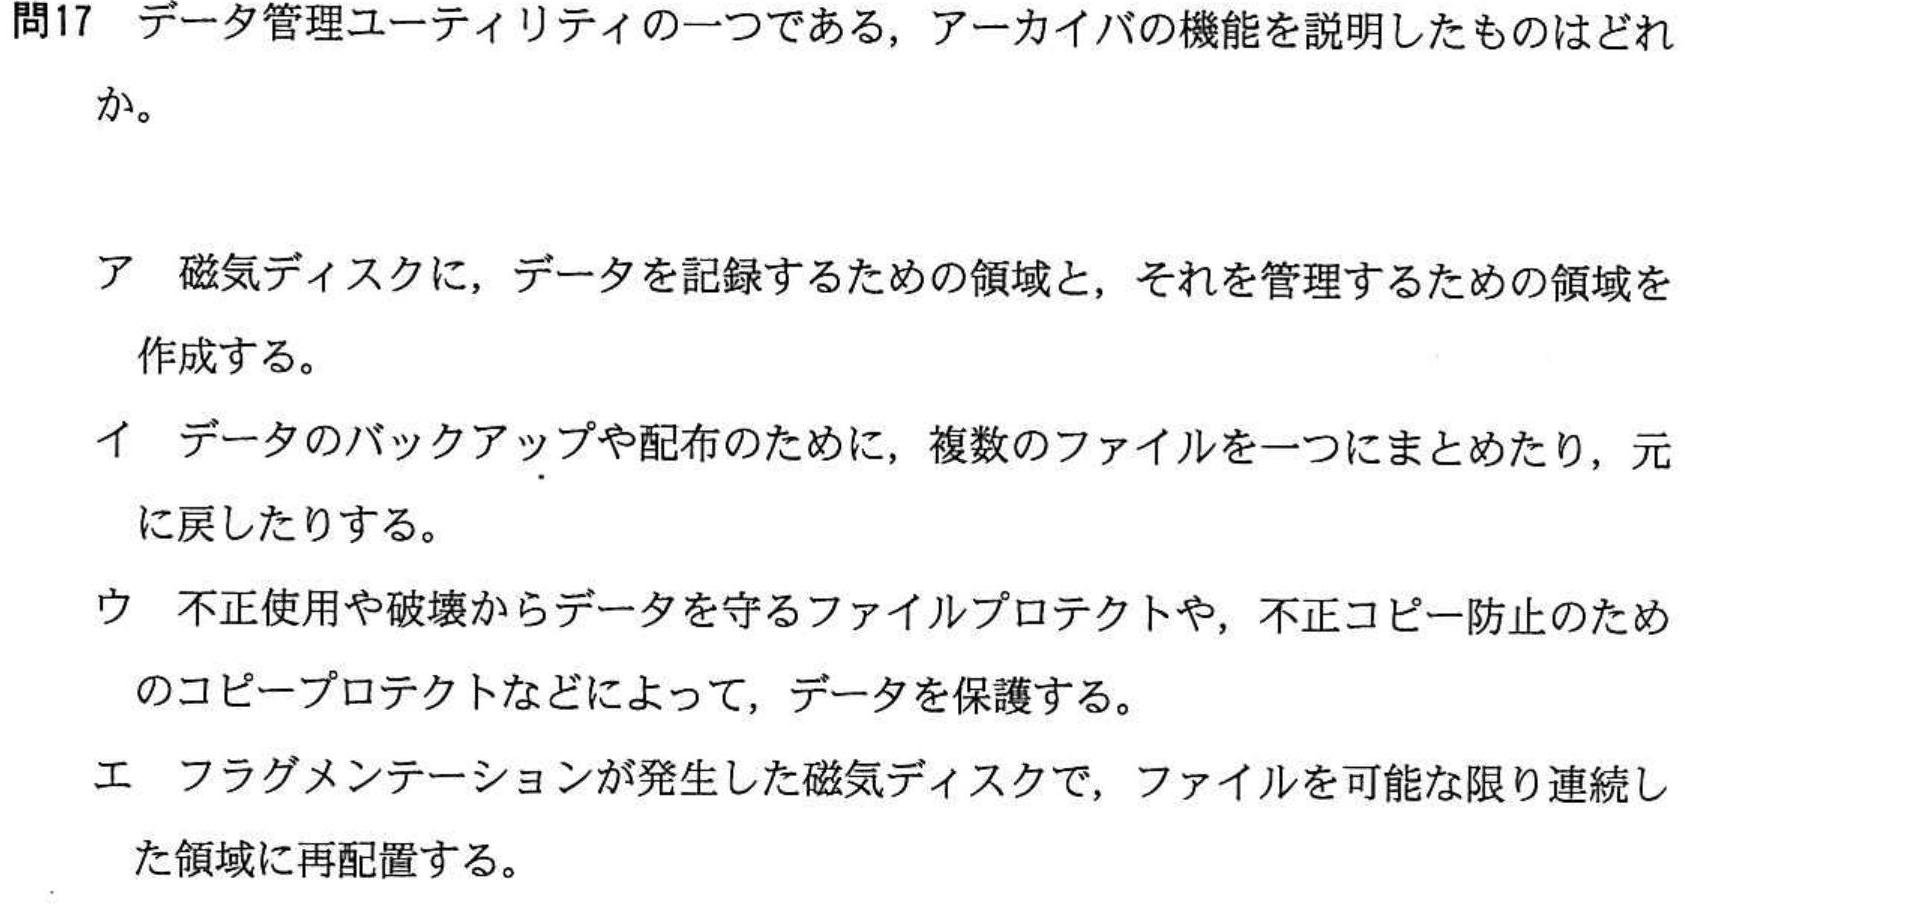 問17 データ管理ユーティリティの一つである，アーカイバの機能を説明したものはどれ
か。
ア 磁気ディスクに，データを記録するための領域と，それを管理するための領域を
作成する。
イ データのバックアップや配布のために，複数のファイルを一つにまとめたり，元
に戻したりする。
ウ 不正使用や破壊からデータを守るファイルプロテクトや，不正コピー防止のため
のコピープロテクトなどによって，データを保護する。
エ フラグメンテーションが発生した磁気ディスクで，ファイルを可能な限り連続し
た領域に再配置する。